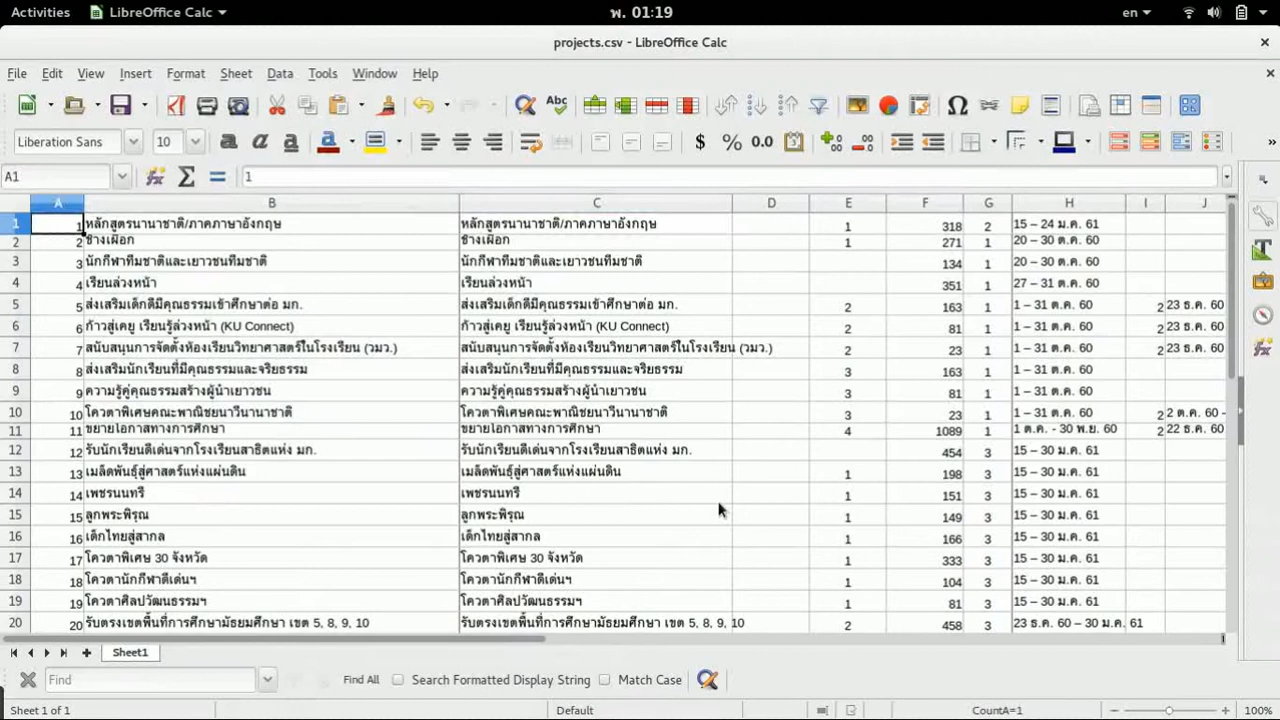 Activities LibreOffice Calc พ. 01:19 en
projects.csv - LibreOffice Calc
File Edit View Insert Format Sheet Data Tools Window Help
Liberation Sans 10 $ % 0.0
A1 1
A B C D E F G H I J
1 1 หลักสูตรนานาชาติ/ภาคภาษาอังกฤษ หลักสูตรนานาชาติ/ภาคภาษาอังกฤษ 1 318 2 15 – 24 ม.ค. 61
2 2 ช้างเผือก ช้างเผือก 1 271 1 20 – 30 ต.ค. 60
3 3 นักกีฬาทีมชาติและเยาวชนทีมชาติ นักกีฬาทีมชาติและเยาวชนทีมชาติ 134 1 20 – 30 ต.ค. 60
4 4 เรียนล่วงหน้า เรียนล่วงหน้า 351 1 27 – 31 ต.ค. 60
5 5 ส่งเสริมเด็กดีมีคุณธรรมเข้าศึกษาต่อ มก. ส่งเสริมเด็กดีมีคุณธรรมเข้าศึกษาต่อ มก. 2 163 1 1 – 31 ต.ค. 60 2 23 ธ.ค. 60
6 6 ก้าวสู่เคยู เรียนรู้ล่วงหน้า (KU Connect) ก้าวสู่เคยู เรียนรู้ล่วงหน้า (KU Connect) 2 81 1 1 – 31 ต.ค. 60 2 23 ธ.ค. 60
7 7 สนับสนุนการจัดตั้งห้องเรียนวิทยาศาสตร์ในโรงเรียน (วมว.) สนับสนุนการจัดตั้งห้องเรียนวิทยาศาสตร์ในโรงเรียน (วมว.) 2 23 1 1 – 31 ต.ค. 60 2 23 ธ.ค. 60
8 8 ส่งเสริมนักเรียนที่มีคุณธรรมและจริยธรรม ส่งเสริมนักเรียนที่มีคุณธรรมและจริยธรรม 3 163 1 1 – 31 ต.ค. 60
9 9 ความรู้คู่คุณธรรมสร้างผู้นำเยาวชน ความรู้คู่คุณธรรมสร้างผู้นำเยาวชน 3 81 1 1 – 31 ต.ค. 60
10 10 โควตาพิเศษคณะพาณิชยนาวีนานาชาติ โควตาพิเศษคณะพาณิชยนาวีนานาชาติ 3 23 1 1 – 31 ต.ค. 60 2 2 ต.ค. 60 –
11 11 ขยายโอกาสทางการศึกษา ขยายโอกาสทางการศึกษา 4 1089 1 1 ต.ค. - 30 พ.ย. 60 2 22 ธ.ค. 60
12 12 รับนักเรียนดีเด่นจากโรงเรียนสาธิตแห่ง มก. รับนักเรียนดีเด่นจากโรงเรียนสาธิตแห่ง มก. 454 3 15 – 30 ม.ค. 61
13 13 เมล็ดพันธุ์สู่ศาสตร์แห่งแผ่นดิน เมล็ดพันธุ์สู่ศาสตร์แห่งแผ่นดิน 1 198 3 15 – 30 ม.ค. 61
14 14 เพชรนนทรี เพชรนนทรี 1 151 3 15 – 30 ม.ค. 61
15 15 ลูกพระพิรุณ ลูกพระพิรุณ 1 149 3 15 – 30 ม.ค. 61
16 16 เด็กไทยสู่สากล เด็กไทยสู่สากล 1 166 3 15 – 30 ม.ค. 61
17 17 โควตาพิเศษ 30 จังหวัด โควตาพิเศษ 30 จังหวัด 1 333 3 15 – 30 ม.ค. 61
18 18 โควตานักกีฬาดีเด่นฯ โควตานักกีฬาดีเด่นฯ 1 104 3 15 – 30 ม.ค. 61
19 19 โควตาศิลปวัฒนธรรมฯ โควตาศิลปวัฒนธรรมฯ 1 81 3 15 – 30 ม.ค. 61
20 20 รับตรงเขตพื้นที่การศึกษามัธยมศึกษา เขต 5, 8, 9, 10 รับตรงเขตพื้นที่การศึกษามัธยมศึกษา เขต 5, 8, 9, 10 2 458 3 23 ธ.ค. 60 – 30 ม.ค. 61
Sheet1
Find Find All Search Formatted Display String Match Case
Sheet 1 of 1 Default CountA=1 100%